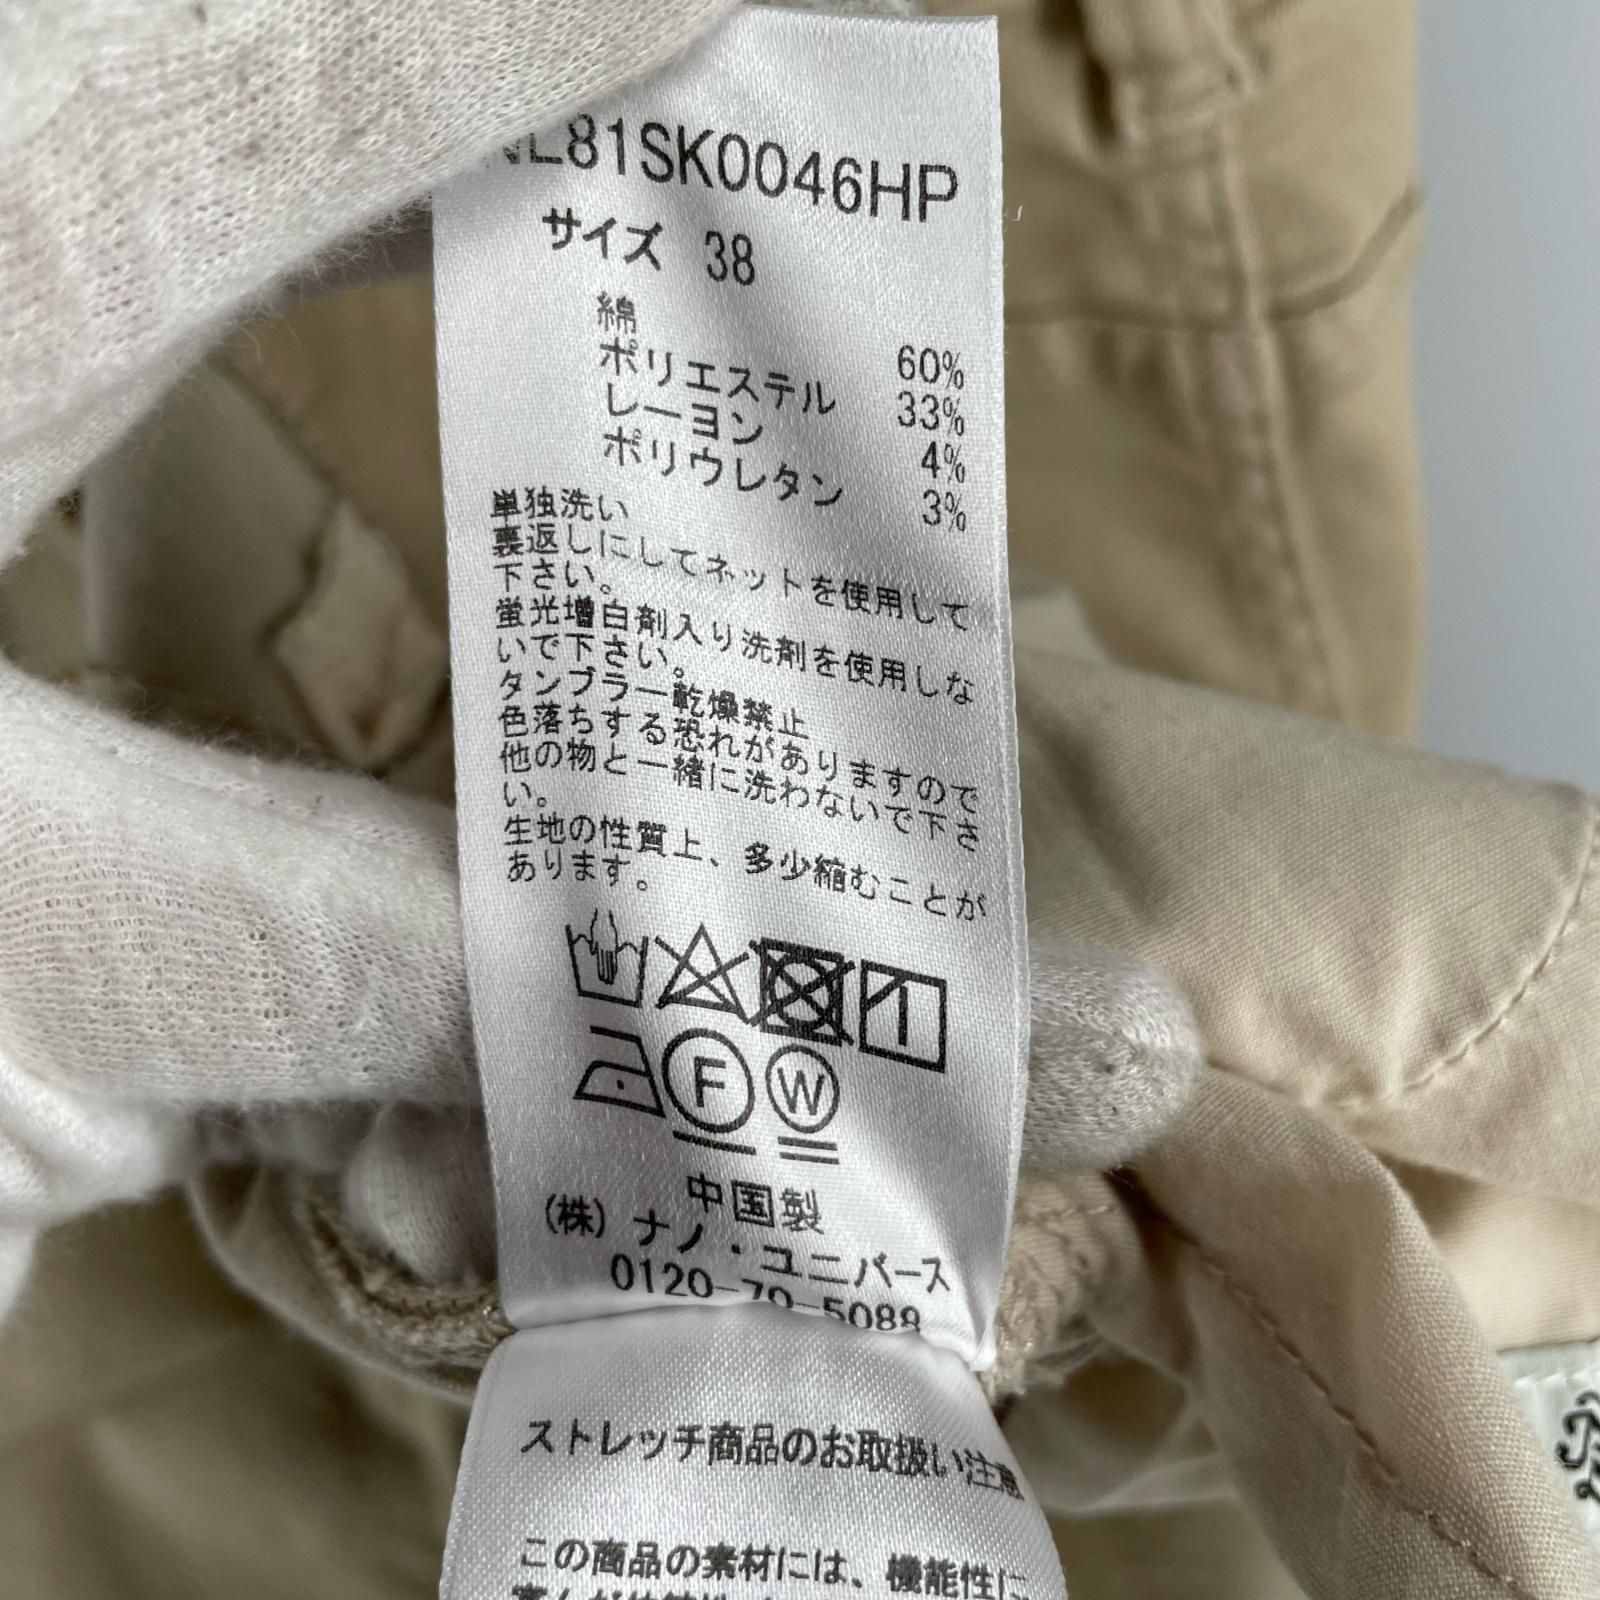 NL81SK0046HP
サイズ 38
綿 60%
ポリエステル 33%
レーヨン 4%
ポリウレタン 3%
単独洗い
裏返しにしてネットを使用して
下さい。
蛍光増白剤入り洗剤を使用しな
いで下さい。
タンブラー乾燥禁止
色落ちする恐れがありますので
他の物と一緒に洗わないで下さ
い。
生地の性質上、多少縮むことが
あります。
F W
中国製
(株) ナノ・ユニバース
0120-70-5088
ストレッチ商品のお取扱い注意
この商品の素材には、機能性に